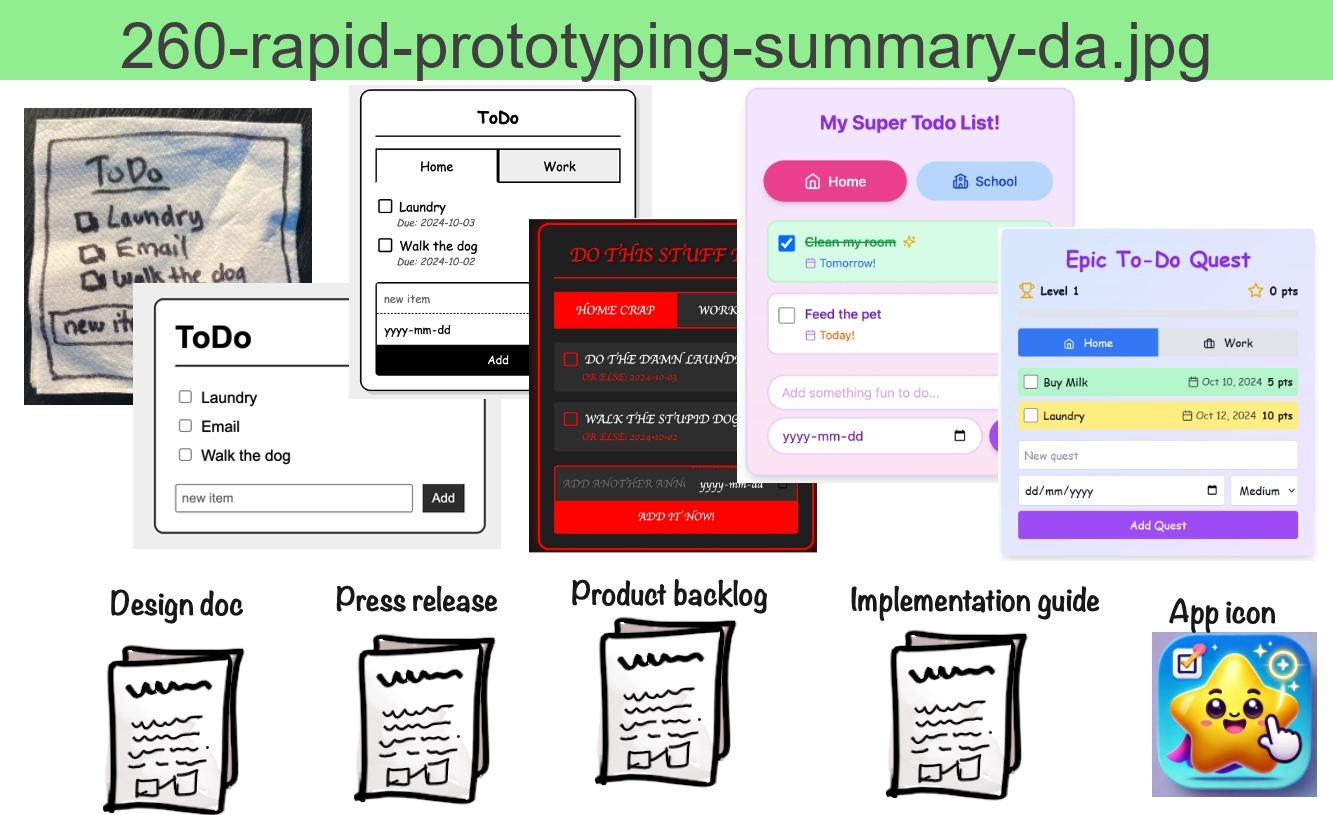 260-rapid-prototyping-summary-da.jpg
ToDo
Laundry
Email
Walk the dog
new it
ToDo
Laundry
Email
Walk the dog
new item
Add
ToDo
Home
Work
Laundry
Due: 2024-10-03
Walk the dog
Due: 2024-10-02
new item
yyyy-mm-dd
Add
DO THIS STUFF
HOME CRAP
WORK
DO THE DAMN LAUND
OR ELSE: 2024-10-03
WALK THE STUPID DOG
OR ELSE: 2024-10-02
ADD ANOTHER ANN
yyyy-mm-dd
ADD IT NOW!
My Super Todo List!
Home
School
Clean my room
Tomorrow!
Feed the pet
Today!
Add something fun to do...
yyyy-mm-dd
Epic To-Do Quest
Level 1
0 pts
Home
Work
Buy Milk
Oct 10, 2024 5 pts
Laundry
Oct 12, 2024 10 pts
New quest
dd/mm/yyyy
Medium
Add Quest
Design doc
Press release
Product backlog
Implementation guide
App icon